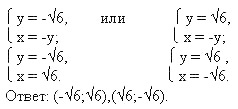 { y = -√6, или { y = √6,
{ x = -y; { x = -y;
{ y = -√6, { y = √6 ,
{ x = √6. { x = -√6.
Ответ: (-√6;√6),(√6;-√6).